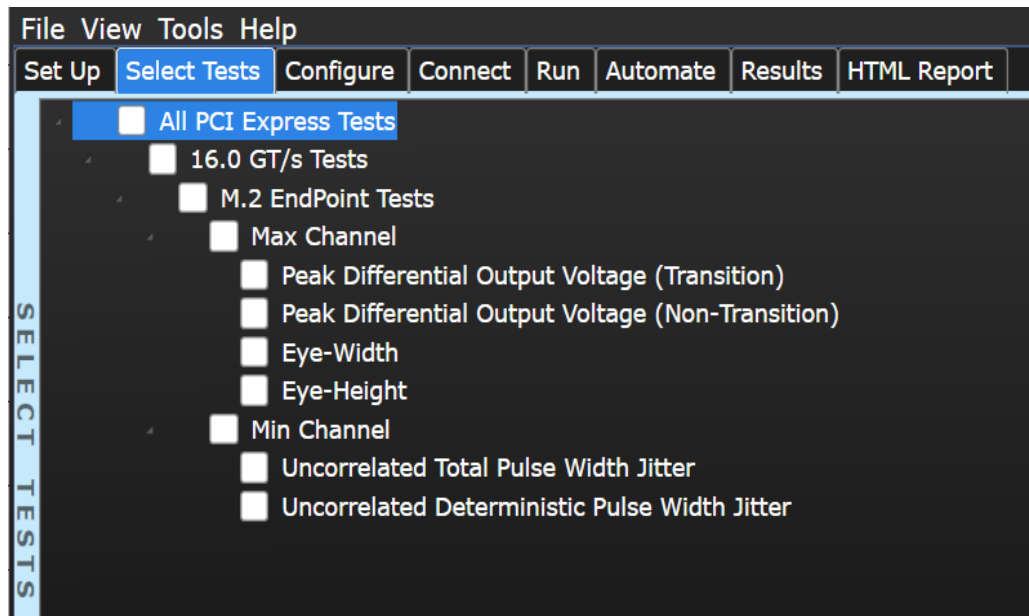 File View Tools Help
Set Up Select Tests Configure Connect Run Automate Results HTML Report
All PCI Express Tests
16.0 GT/s Tests
M.2 EndPoint Tests
Max Channel
Peak Differential Output Voltage (Transition)
Peak Differential Output Voltage (Non-Transition)
Eye-Width
Eye-Height
Min Channel
Uncorrelated Total Pulse Width Jitter
Uncorrelated Deterministic Pulse Width Jitter
SELECT TESTS